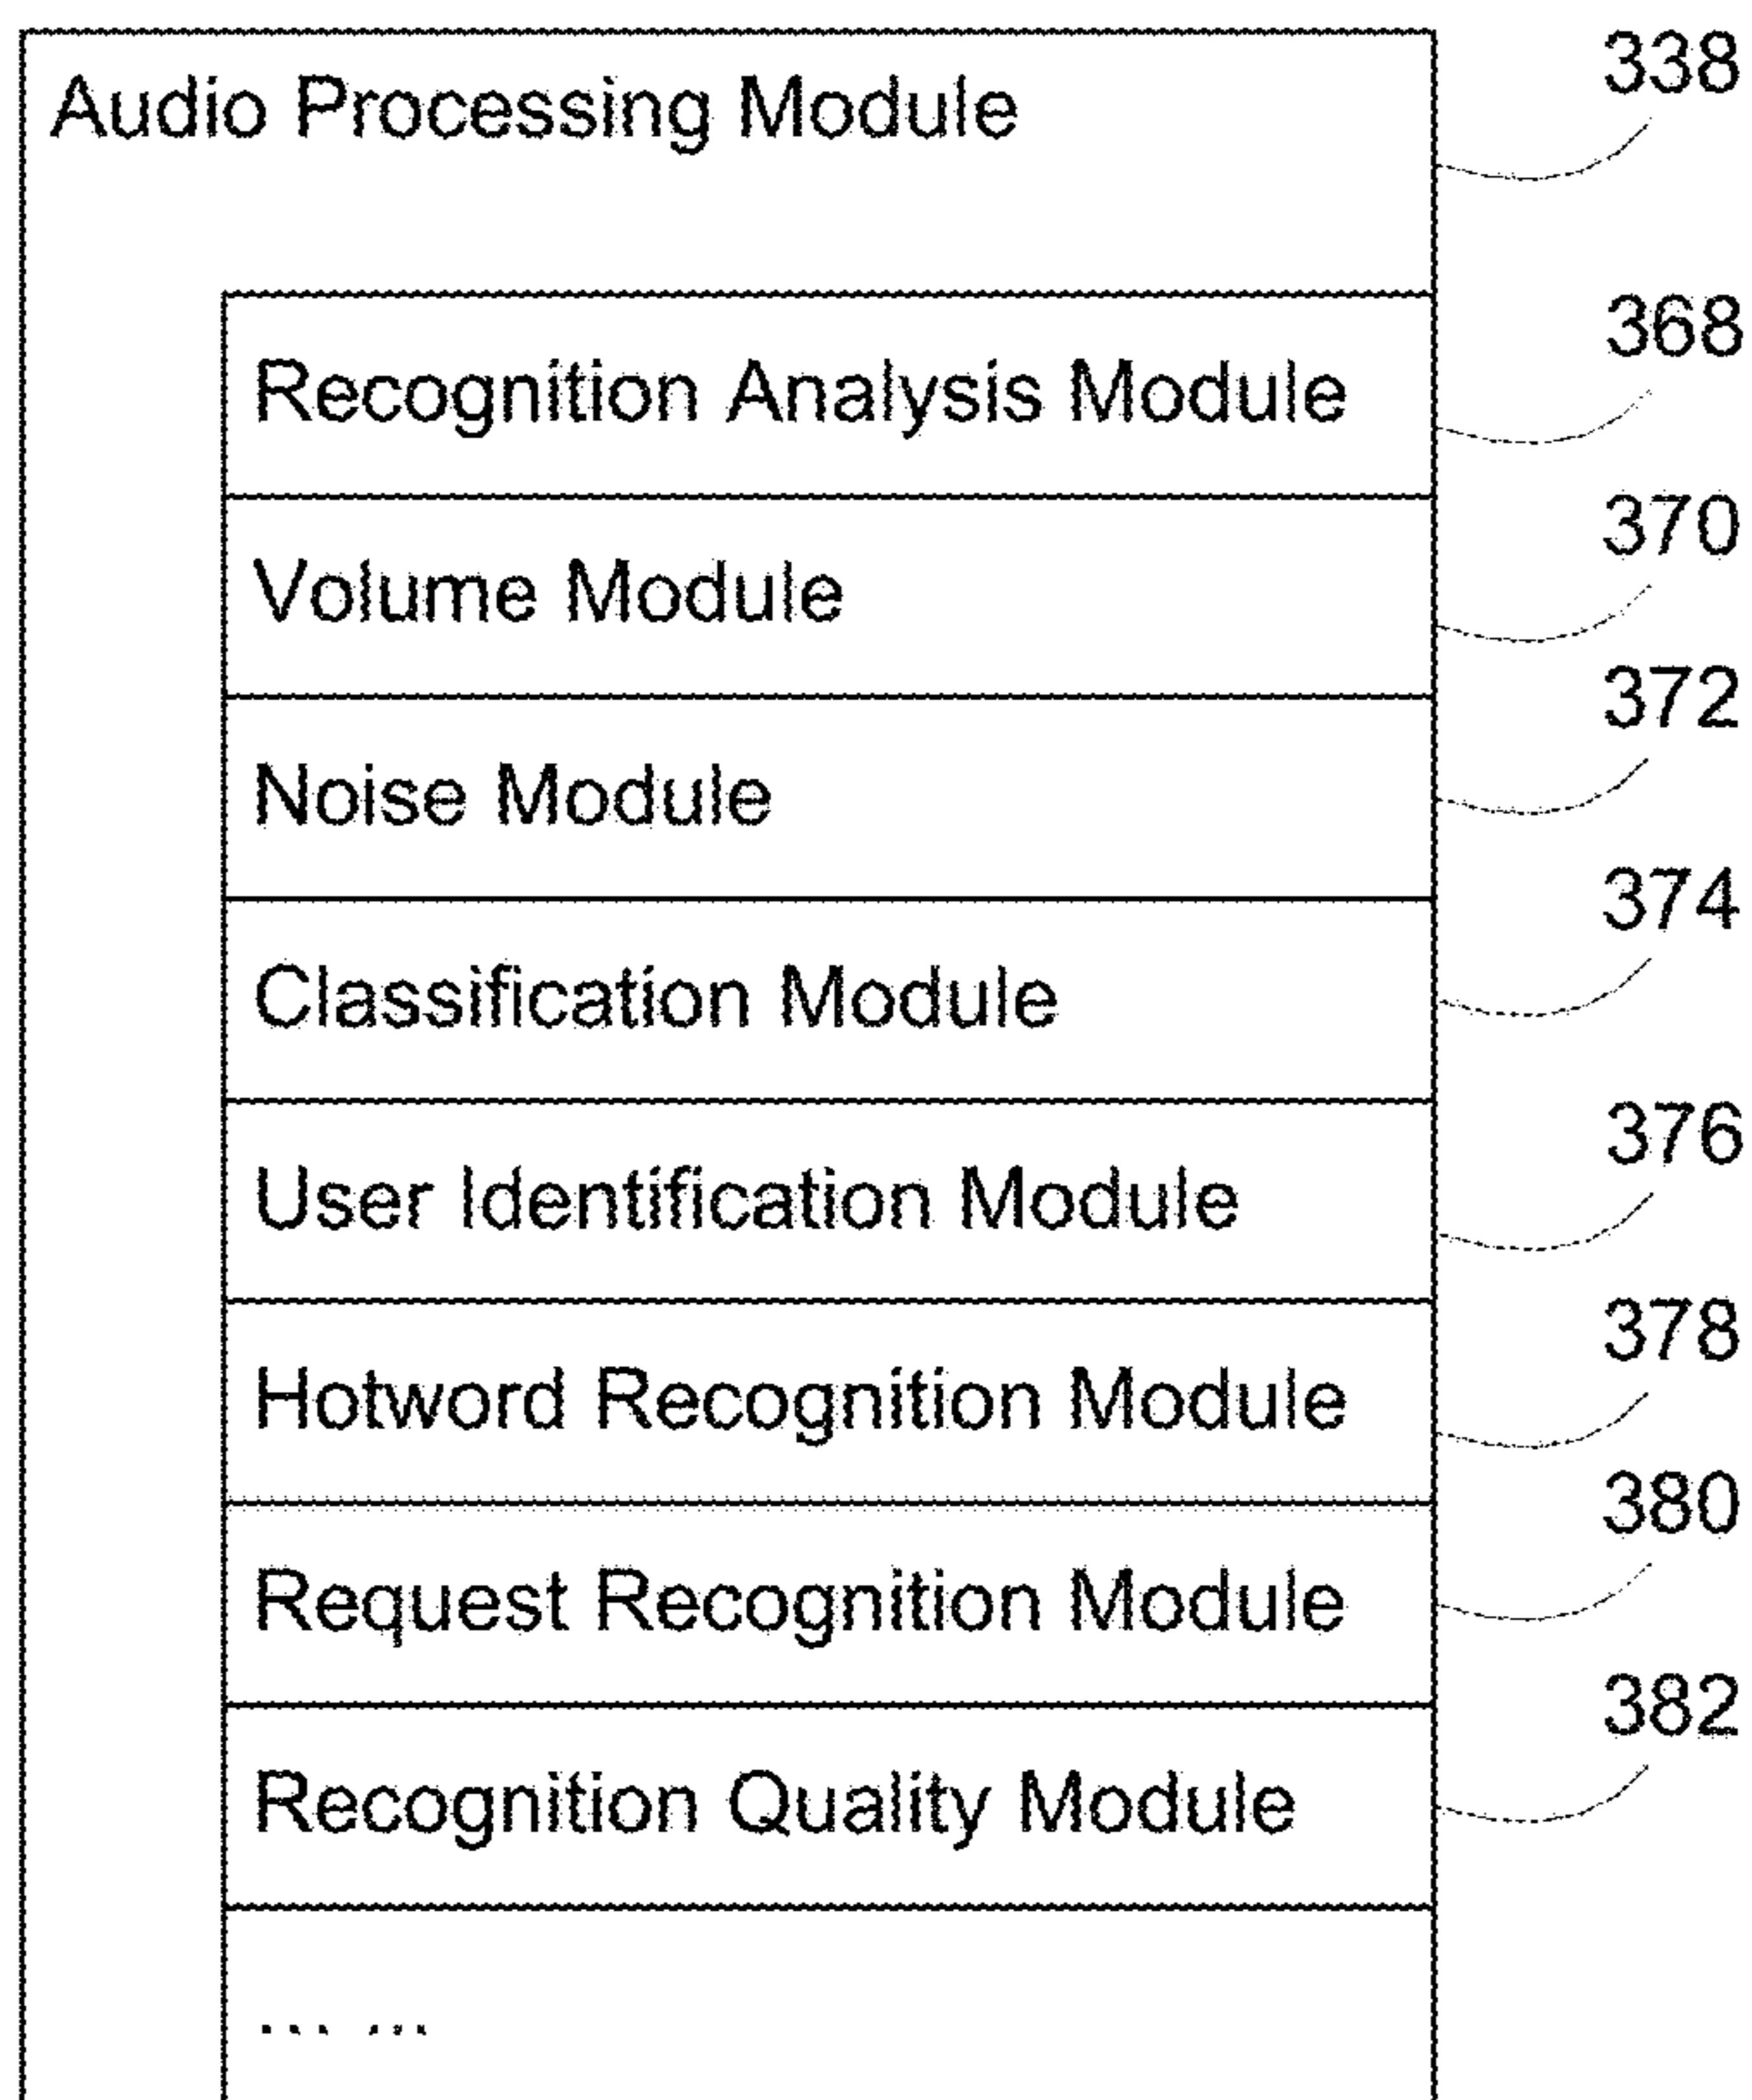 Audio Processing Module 338
Recognition Analysis Module 368
Volume Module 370
Noise Module 372
Classification Module 374
User Identification Module 376
Hotword Recognition Module 378
Request Recognition Module 380
Recognition Quality Module 382
... ...